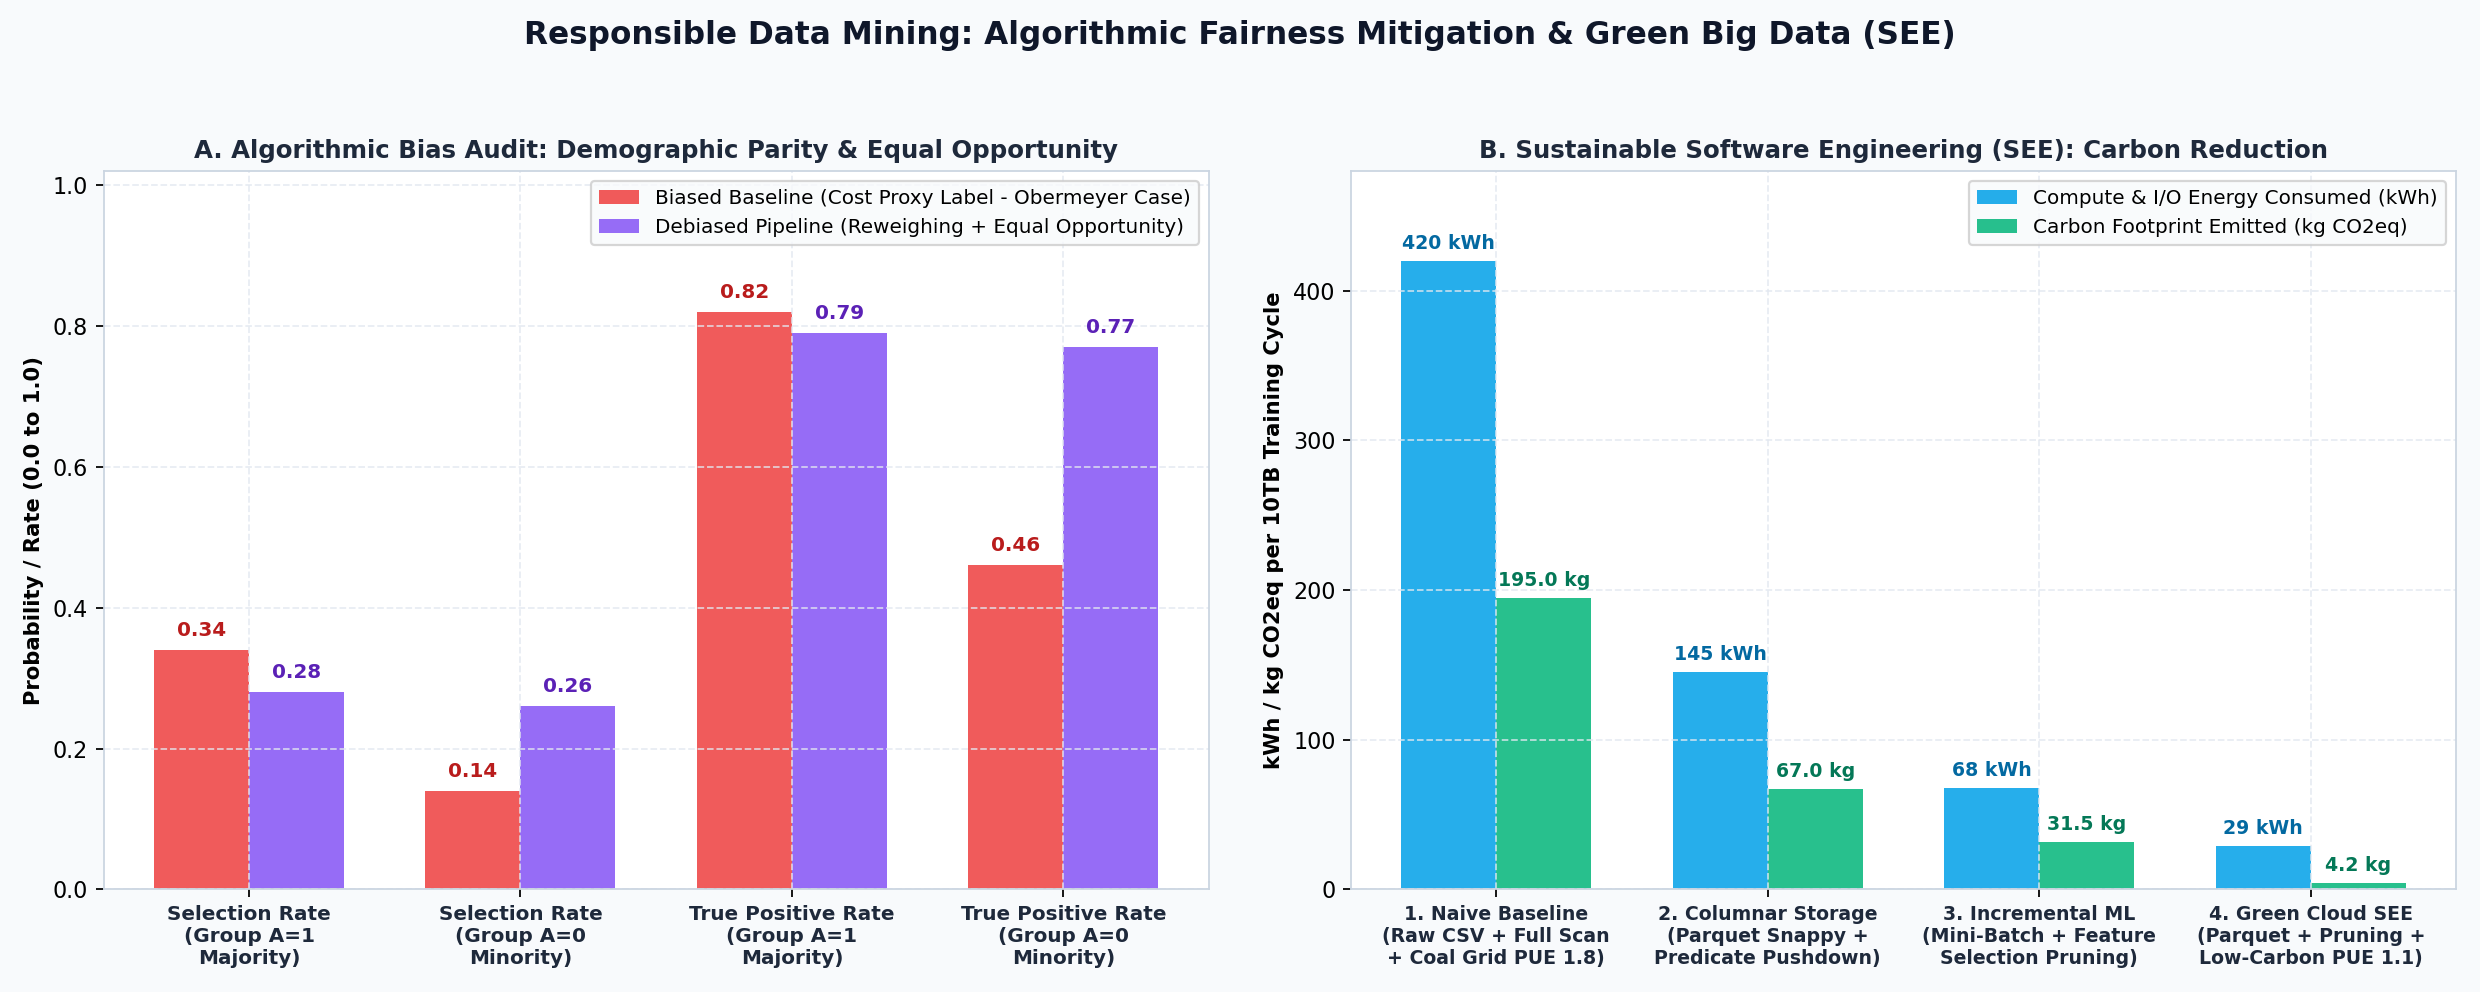 Responsible Data Mining: Algorithmic Fairness Mitigation & Green Big Data (SEE)
A. Algorithmic Bias Audit: Demographic Parity & Equal Opportunity
Probability / Rate (0.0 to 1.0)
1.0
0.8
0.6
0.4
0.2
0.0
Biased Baseline (Cost Proxy Label - Obermeyer Case)
Debiased Pipeline (Reweighing + Equal Opportunity)
0.34
0.28
0.14
0.26
0.82
0.79
0.46
0.77
Selection Rate
(Group A=1
Majority)
Selection Rate
(Group A=0
Minority)
True Positive Rate
(Group A=1
Majority)
True Positive Rate
(Group A=0
Minority)
B. Sustainable Software Engineering (SEE): Carbon Reduction
kWh / kg CO2eq per 10TB Training Cycle
400
300
200
100
0
Compute & I/O Energy Consumed (kWh)
Carbon Footprint Emitted (kg CO2eq)
420 kWh
195.0 kg
145 kWh
67.0 kg
68 kWh
31.5 kg
29 kWh
4.2 kg
1. Naive Baseline
(Raw CSV + Full Scan
+ Coal Grid PUE 1.8)
2. Columnar Storage
(Parquet Snappy +
Predicate Pushdown)
3. Incremental ML
(Mini-Batch + Feature
Selection Pruning)
4. Green Cloud SEE
(Parquet + Pruning +
Low-Carbon PUE 1.1)